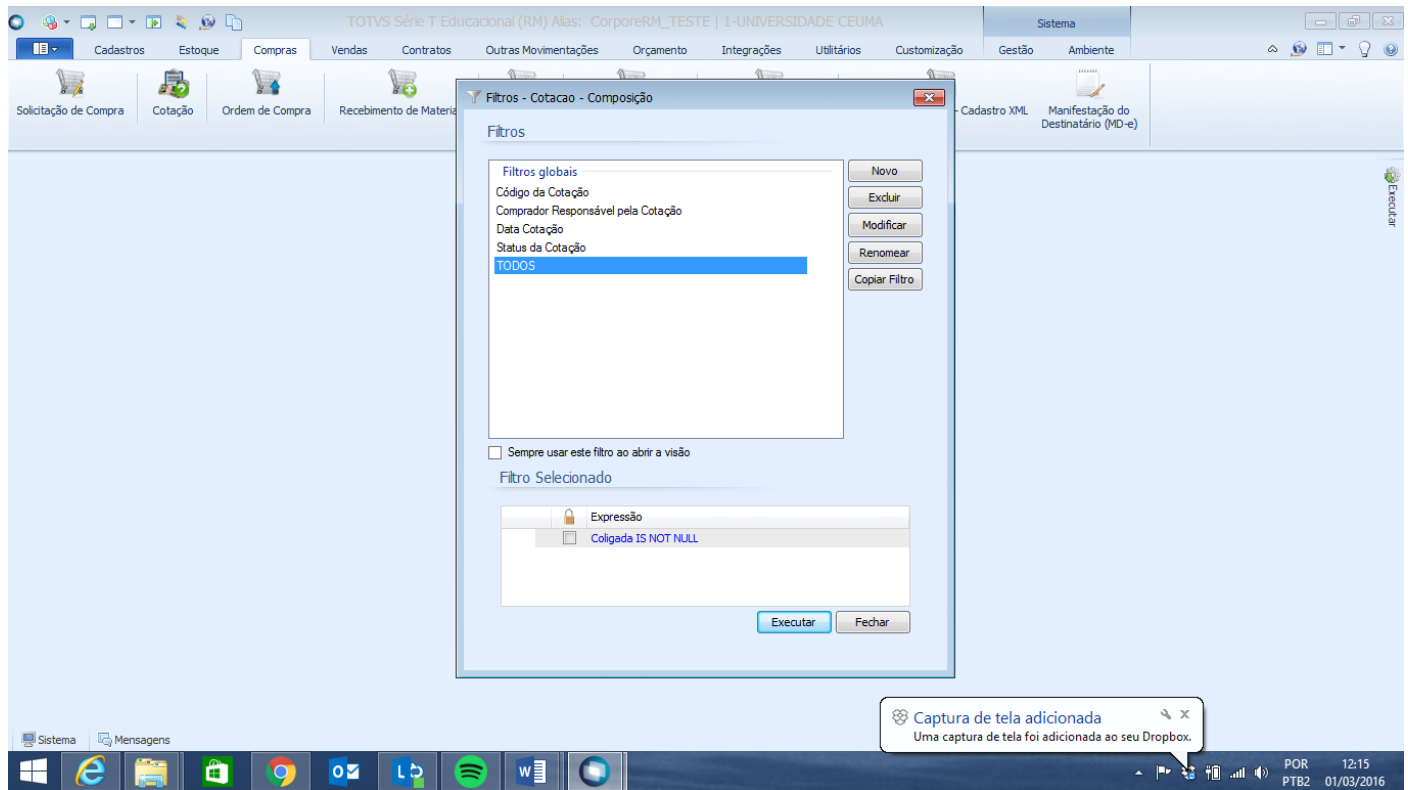 TOTVS Série T Educacional (RM) Alias: CorporeRM_TESTE | 1-UNIVERSIDADE CEUMA
Sistema
Cadastros Estoque Compras Vendas Contratos Outras Movimentações Orçamento Integrações Utilitários Customização Gestão Ambiente
Solicitação de Compra Cotação Ordem de Compra Recebimento de Materia - Cadastro XML Manifestação do
Destinatário (MD-e)
Filtros - Cotacao - Composição
Filtros
Filtros globais
Código da Cotação
Comprador Responsável pela Cotação
Data Cotação
Status da Cotação
TODOS
Novo
Excluir
Modificar
Renomear
Copiar Filtro
Executar
Sempre usar este filtro ao abrir a visão
Filtro Selecionado
Expressão
Coligada IS NOT NULL
Executar Fechar
Captura de tela adicionada
Uma captura de tela foi adicionada ao seu Dropbox.
Sistema Mensagens
POR 12:15
PTB2 01/03/2016